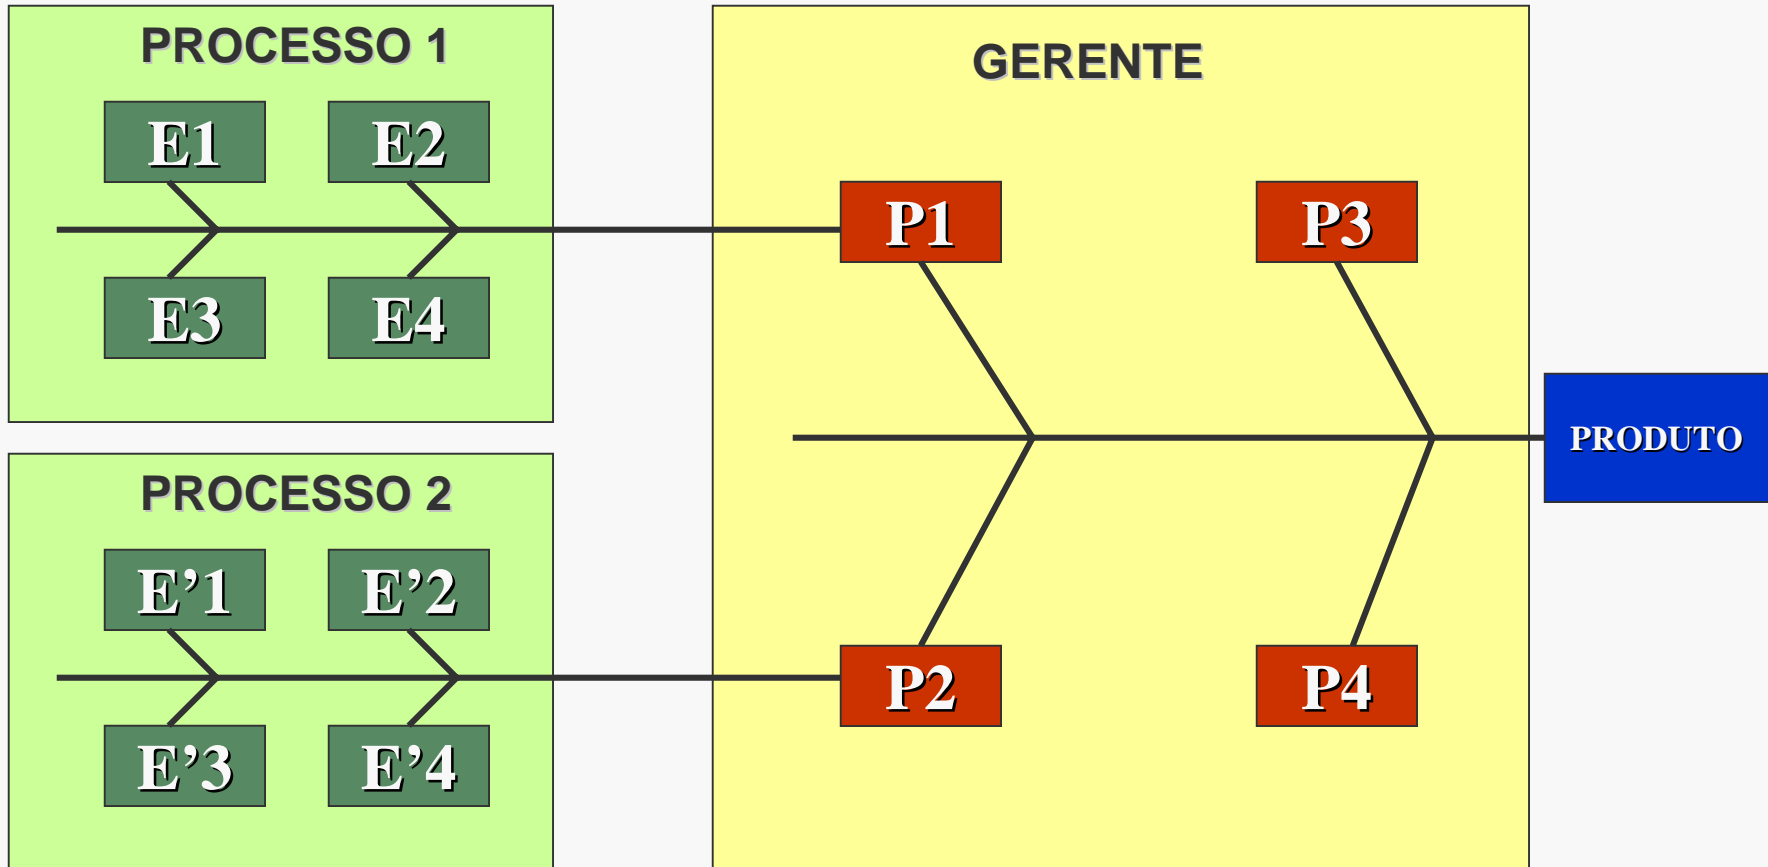 PROCESSO 1
E1 E2
E3 E4
PROCESSO 2
E’1 E’2
E’3 E’4
GERENTE
P1 P3
P2 P4
PRODUTO